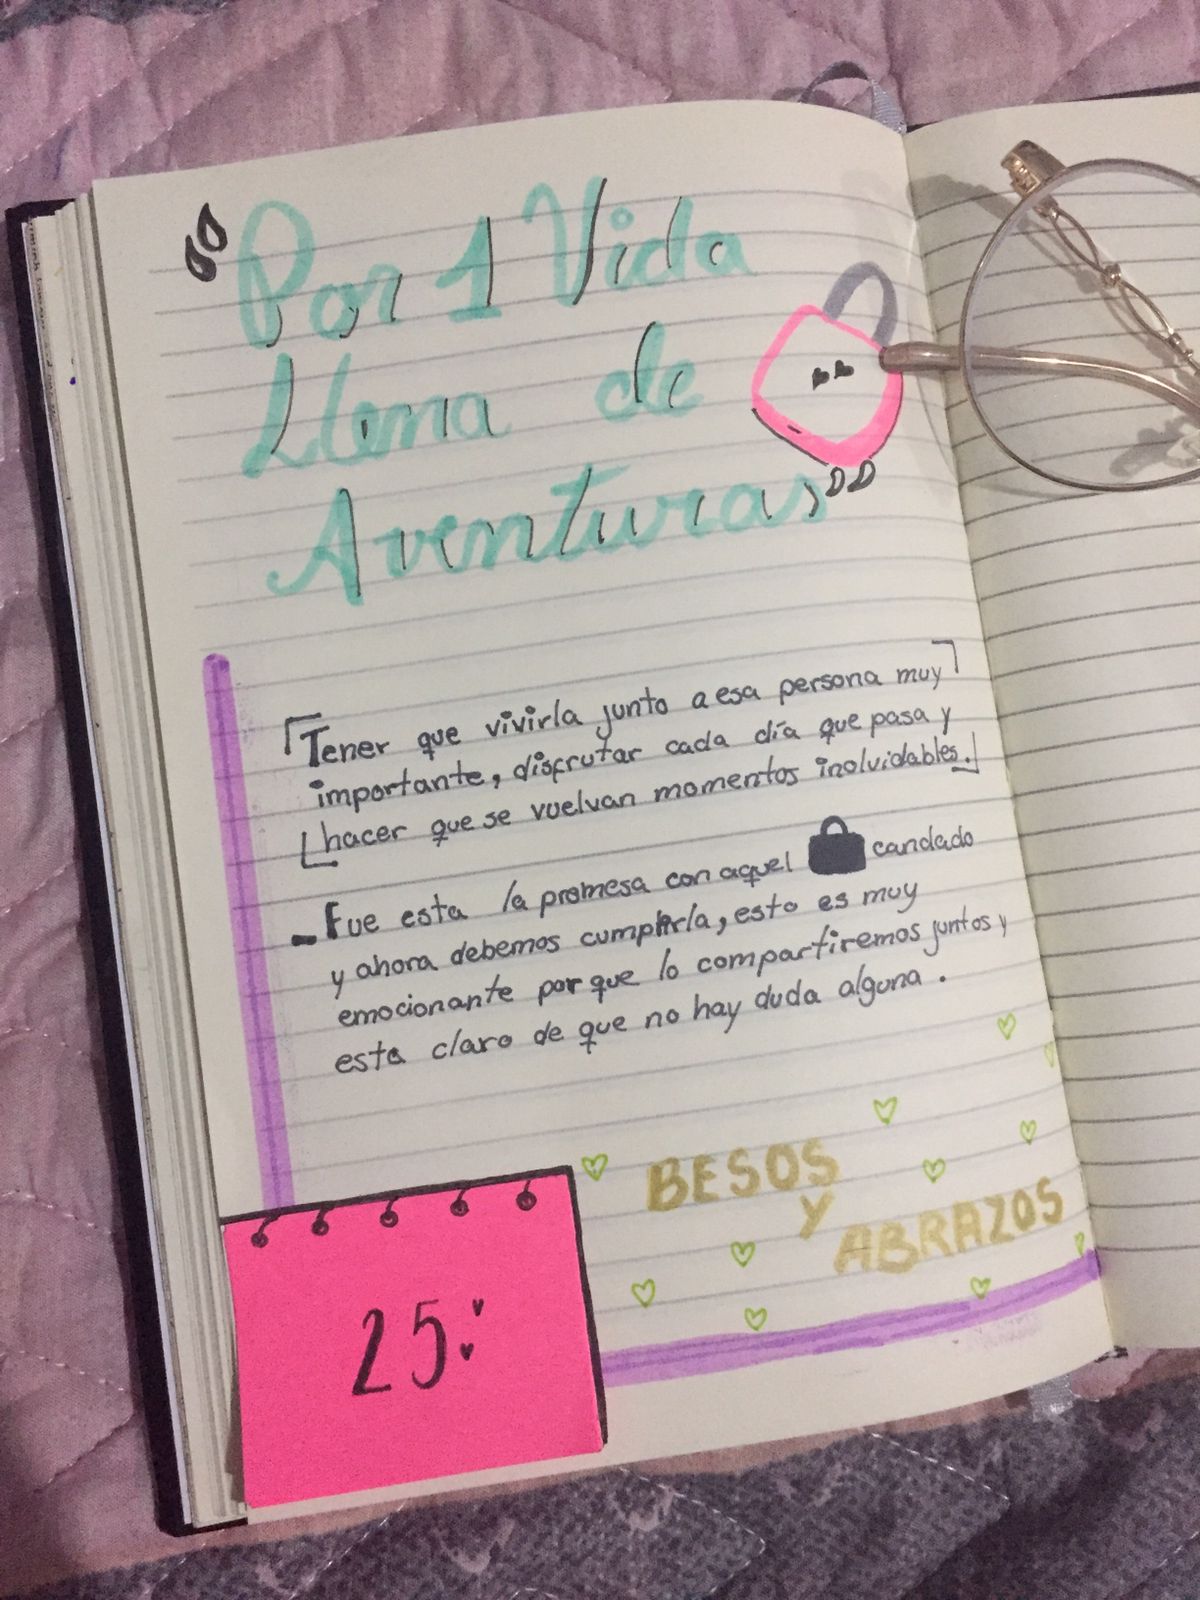 "Por 1 Vida
Llena de
Aventuras"
Tener que vivirla junto a esa persona muy
importante, disfrutar cada día que pasa y
hacer que se vuelvan momentos inolvidables.
- Fue esta la promesa con aquel candado
y ahora debemos cumplirla, esto es muy
emocionante por que lo compartiremos juntos y
esta claro de que no hay duda alguna.
BESOS
Y
ABRAZOS
25: